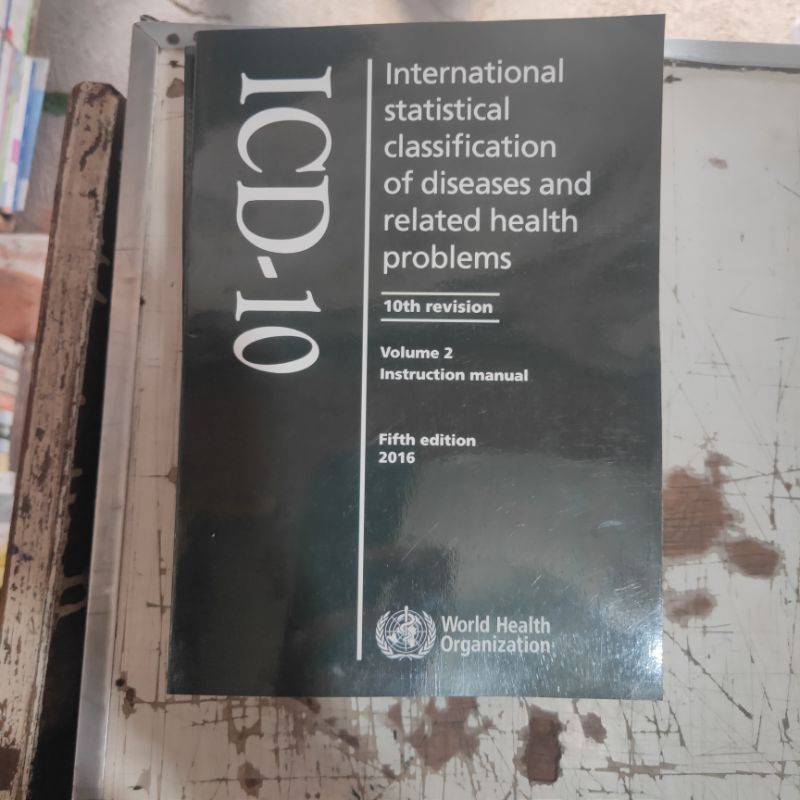 ICD-10
International
statistical
classification
of diseases and
related health
problems
10th revision
Volume 2
Instruction manual
Fifth edition
2016
World Health
Organization